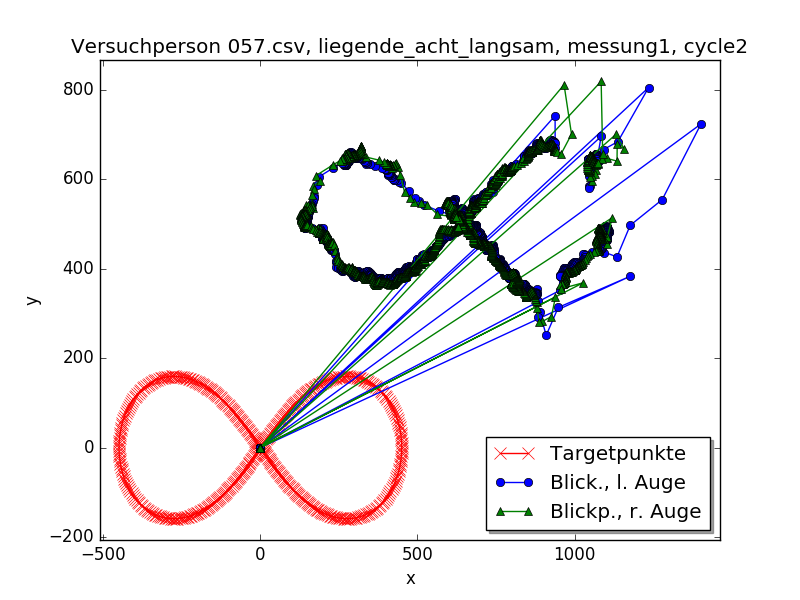 Versuchperson 057.csv, liegende_acht_langsam, messung1, cycle2
800
600
400
200
0
−200
y
−500
0
500
1000
x
Targetpunkte
Blick., l. Auge
Blickp., r. Auge